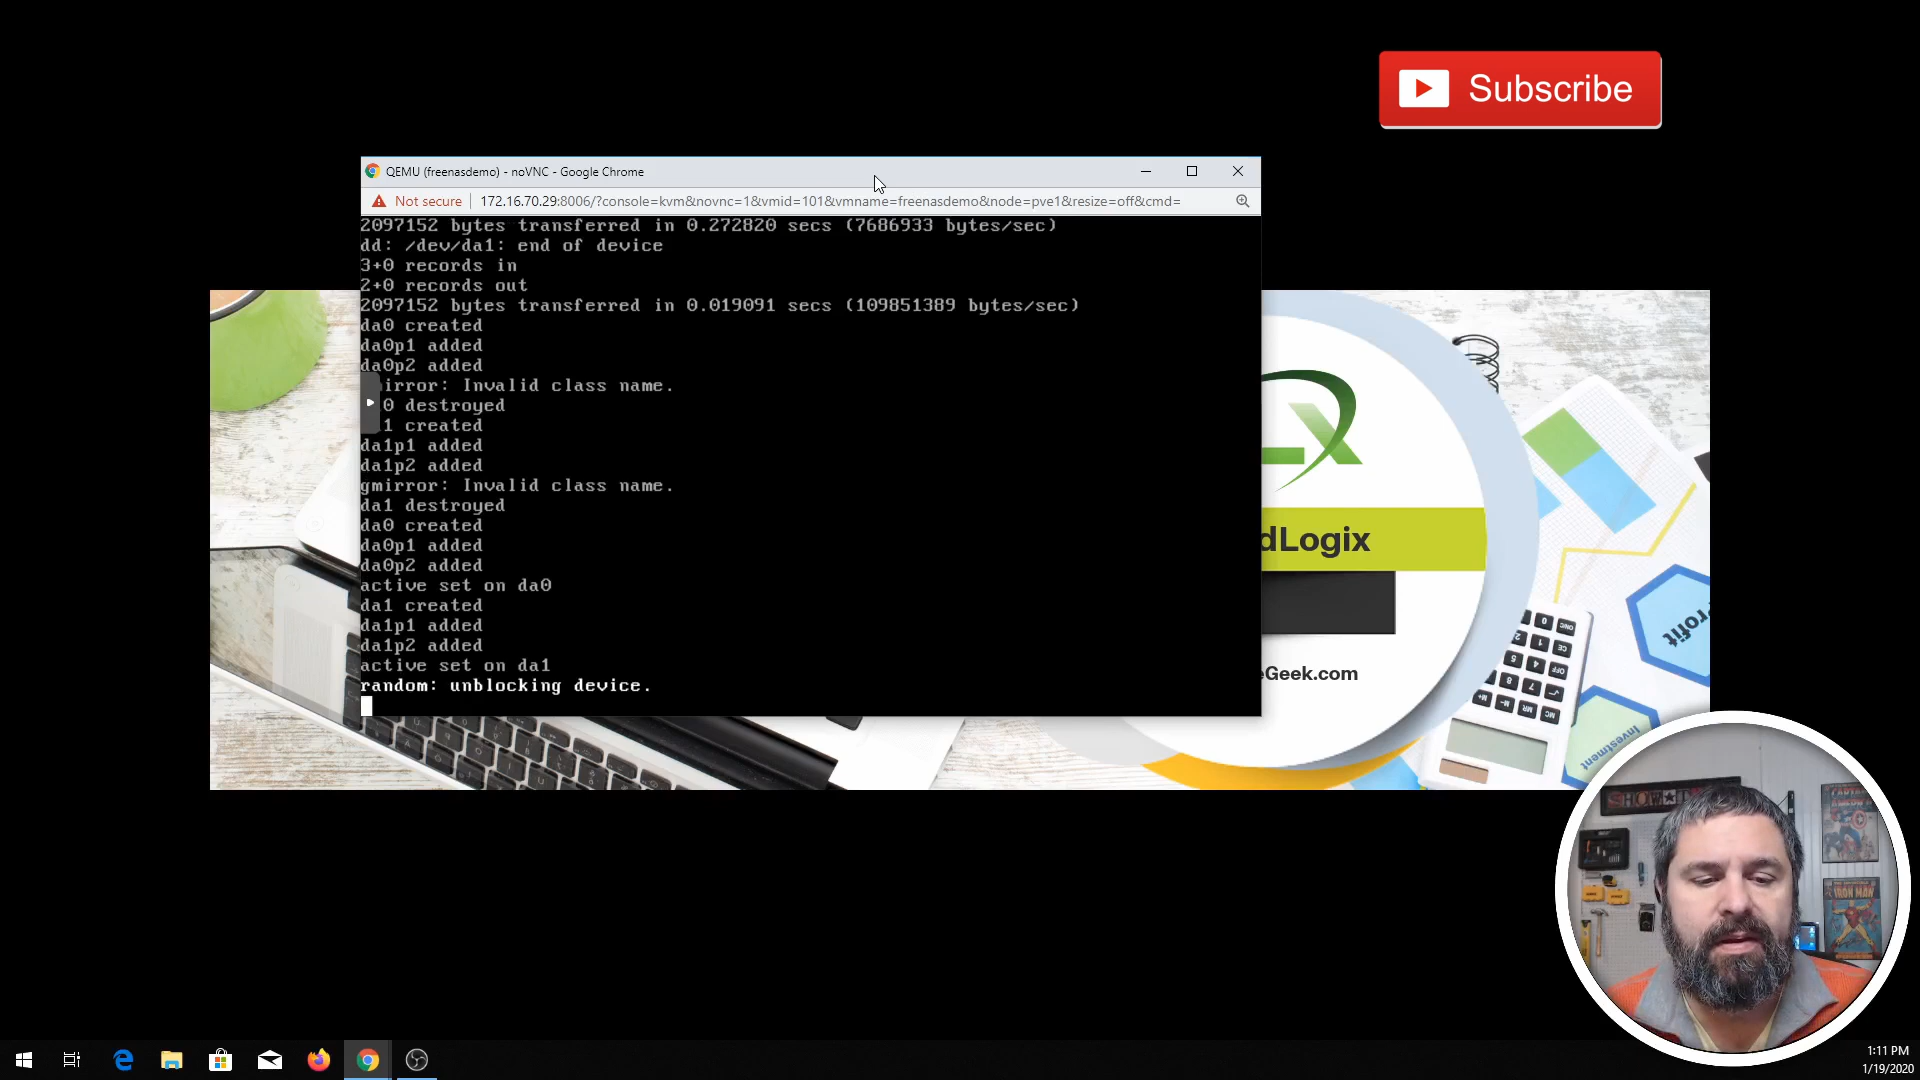 Subscribe
QEMU (freenasdemo) - noVNC - Google Chrome
Not secure
172.16.70.29:8006/?console=kvm&novnc=1&vmid=101&vmname=freenasdemo&node=pve1&resize=off&cmd=
2097152 bytes transferred in 0.272820 secs (7686933 bytes/sec)
dd: /dev/da1: end of device
3+0 records in
2+0 records out
2097152 bytes transferred in 0.019091 secs (109851389 bytes/sec)
da0 created
da0p1 added
da0p2 added
mirror: Invalid class name.
0 destroyed
1 created
da1p1 added
da1p2 added
gmirror: Invalid class name.
da1 destroyed
da0 created
da0p1 added
da0p2 added
active set on da0
da1 created
da1p1 added
da1p2 added
active set on da1
random: unblocking device.
dLogix
eGeek.com
Profit
Investment
IRON MAN
1:11 PM
1/19/2020